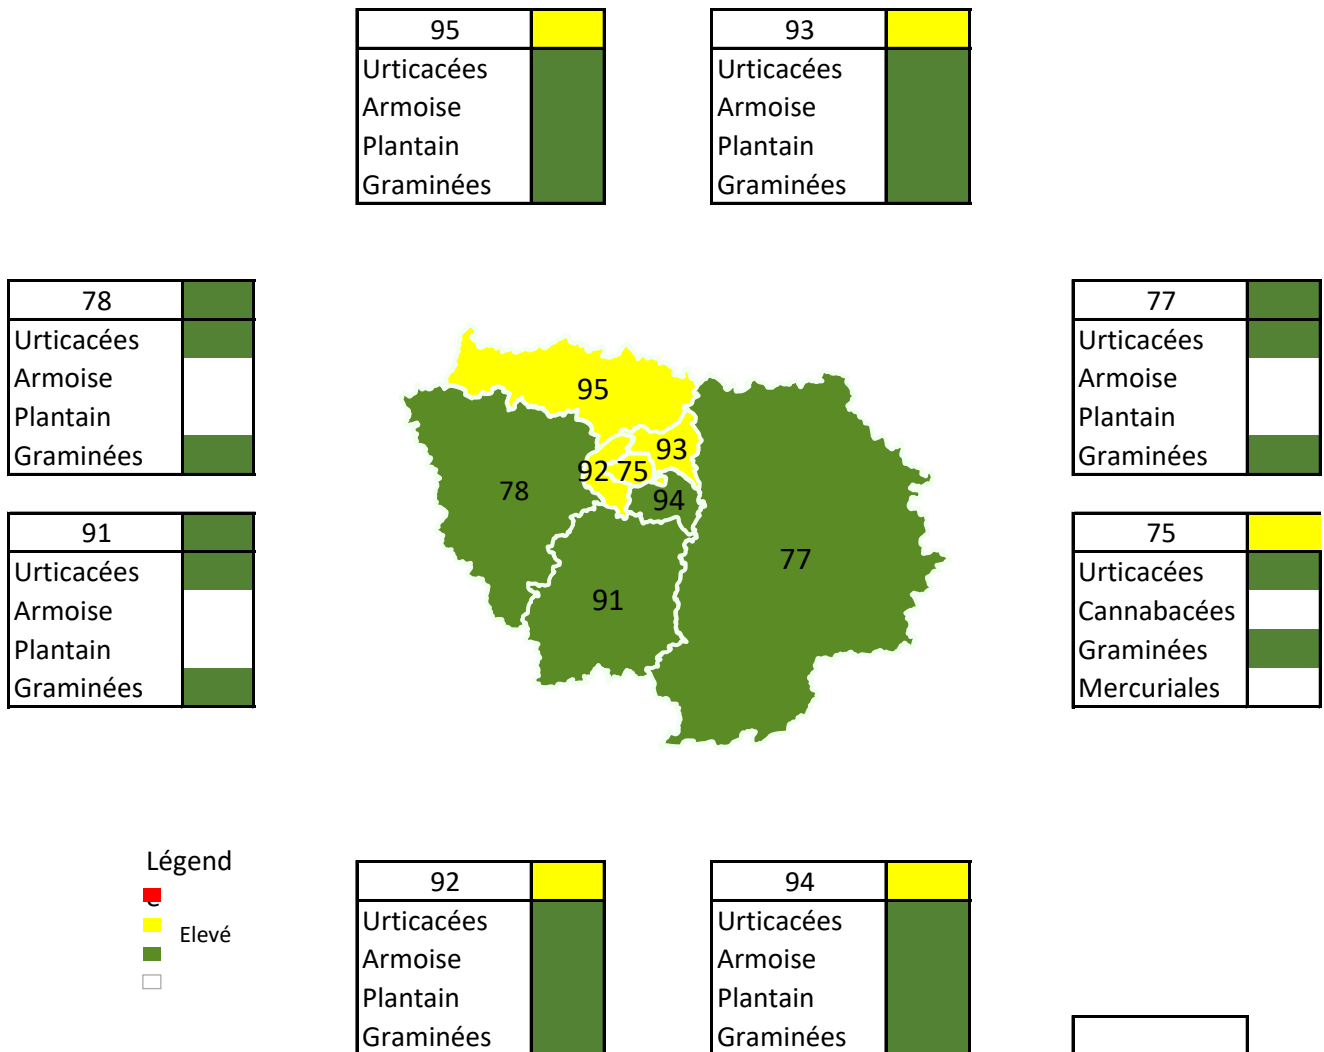 95
Urticacées
Armoise
Plantain
Graminées
93
Urticacées
Armoise
Plantain
Graminées
78
Urticacées
Armoise
Plantain
Graminées
77
Urticacées
Armoise
Plantain
Graminées
95
93
92
75
78
94
77
91
91
Urticacées
Armoise
Plantain
Graminées
75
Urticacées
Cannabacées
Graminées
Mercuriales
Légend
e
Elevé
92
Urticacées
Armoise
Plantain
Graminées
94
Urticacées
Armoise
Plantain
Graminées